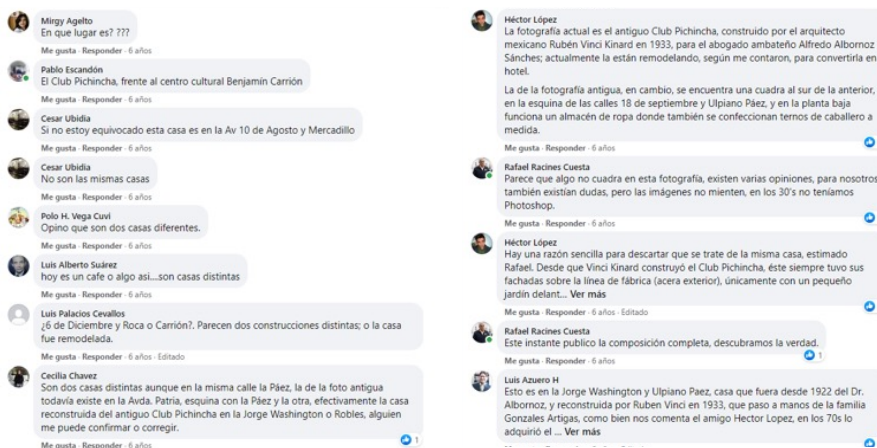 Mirgy Agelto
En que lugar es? ???
Me gusta · Responder · 6 años
Pablo Escandón
El Club Pichincha, frente al centro cultural Benjamín Carrión
Me gusta · Responder · 6 años
Cesar Ubidia
Si no estoy equivocado esta casa es en la Av 10 de Agosto y Mercadillo
Me gusta · Responder · 6 años
Cesar Ubidia
No son las mismas casas
Me gusta · Responder · 6 años
Polo H. Vega Cuvi
Opino que son dos casas diferentes.
Me gusta · Responder · 6 años
Luis Alberto Suárez
hoy es un cafe o algo asi....son casas distintas
Me gusta · Responder · 6 años
Luis Palacios Cevallos
¿6 de Diciembre y Roca o Carrión?. Parecen dos construcciones distintas; o la casa
fue remodelada.
Me gusta · Responder · 6 años · Editado
Cecilia Chavez
Son dos casas distintas aunque en la misma calle la Páez, la de la foto antigua
todavía existe en la Avda. Patria, esquina con la Páez y la otra, efectivamente la casa
reconstruida del antiguo Club Pichincha en la Jorge Washington o Robles, alguien
me puede confirmar o corregir.
1
Me gusta · Responder · 6 años
Héctor López
La fotografía actual es el antiguo Club Pichincha, construido por el arquitecto
mexicano Rubén Vinci Kinard en 1933, para el abogado ambateño Alfredo Albornoz
Sánches; actualmente la están remodelando, según me contaron, para convertirla en
hotel.
La de la fotografía antigua, en cambio, se encuentra una cuadra al sur de la anterior,
en la esquina de las calles 18 de septiembre y Ulpiano Páez, y en la planta baja
funciona un almacén de ropa donde también se confeccionan ternos de caballero a
medida.
Me gusta · Responder · 6 años
Rafael Racines Cuesta
Parece que algo no cuadra en esta fotografía, existen varias opiniones, para nosotros
también existían dudas, pero las imágenes no mienten, en los 30's no teníamos
Photoshop.
Me gusta · Responder · 6 años
Héctor López
Hay una razón sencilla para descartar que se trate de la misma casa, estimado
Rafael. Desde que Vinci Kinard construyó el Club Pichincha, éste siempre tuvo sus
fachadas sobre la línea de fábrica (acera exterior), únicamente con un pequeño
jardín delant... Ver más
Me gusta · Responder · 6 años · Editado
Rafael Racines Cuesta
Este instante publico la composición completa, descubramos la verdad.
1
Me gusta · Responder · 6 años
Luis Azuero H
Esto es en la Jorge Washington y Ulpiano Paez, casa que fuera desde 1922 del Dr.
Albornoz, y reconstruida por Ruben Vinci en 1933, que paso a manos de la familia
Gonzales Artigas, como bien nos comenta el amigo Hector Lopez, en los 70s lo
adquirió el ... Ver más